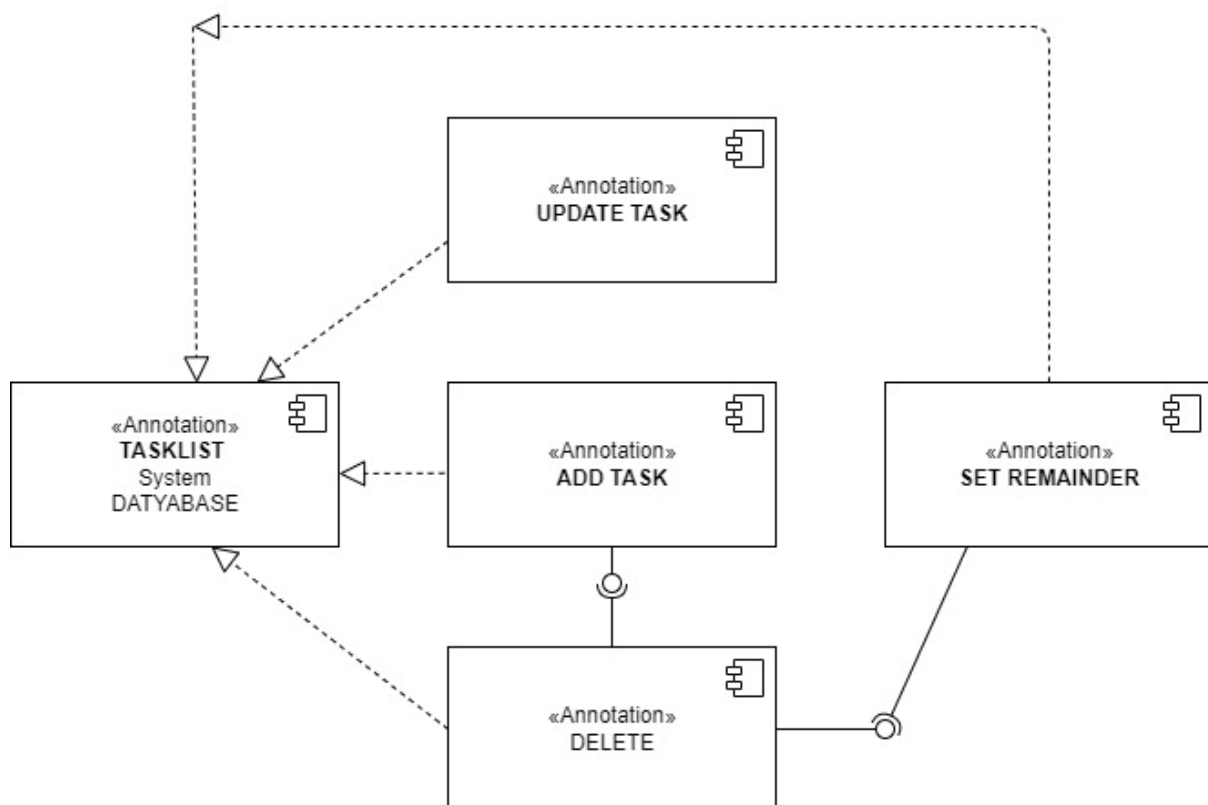 «Annotation»
UPDATE TASK
«Annotation»
TASKLIST
System
DATYABASE
«Annotation»
ADD TASK
«Annotation»
SET REMAINDER
«Annotation»
DELETE